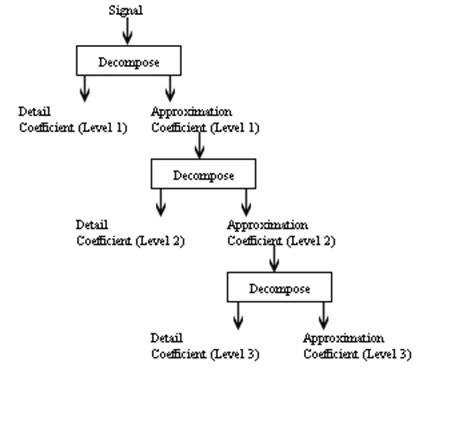 Signal
Decompose
Detail
Coefficient (Level 1)
Approximation
Coefficient (Level 1)
Decompose
Detail
Coefficient (Level 2)
Approximation
Coefficient (Level 2)
Decompose
Detail
Coefficient (Level 3)
Approximation
Coefficient (Level 3)